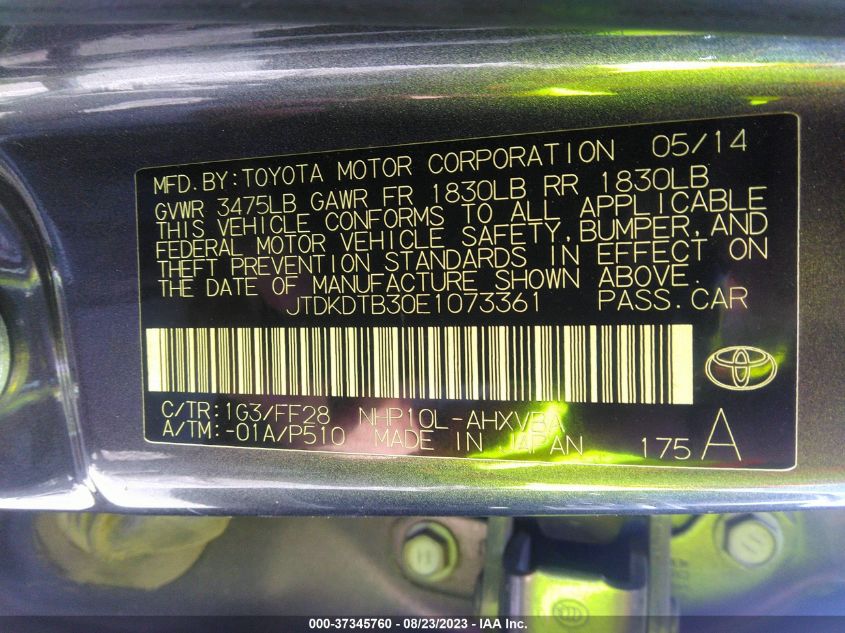 MFD. BY: TOYOTA MOTOR CORPORATION 05/14
GVWR 3475LB GAWR FR 1830LB RR 1830LB
THIS VEHICLE CONFORMS TO ALL APPLICABLE
FEDERAL MOTOR VEHICLE SAFETY, BUMPER, AND
THEFT PREVENTION STANDARDS IN EFFECT ON
THE DATE OF MANUFACTURE SHOWN ABOVE.
JTDKDTB30E1073361 PASS.CAR
C/TR: 1G3/FF28 NHP10L-AHXVBA
A/TM: -01A/P510 MADE IN JAPAN 175 A
000-37345760 - 08/23/2023 - IAA Inc.